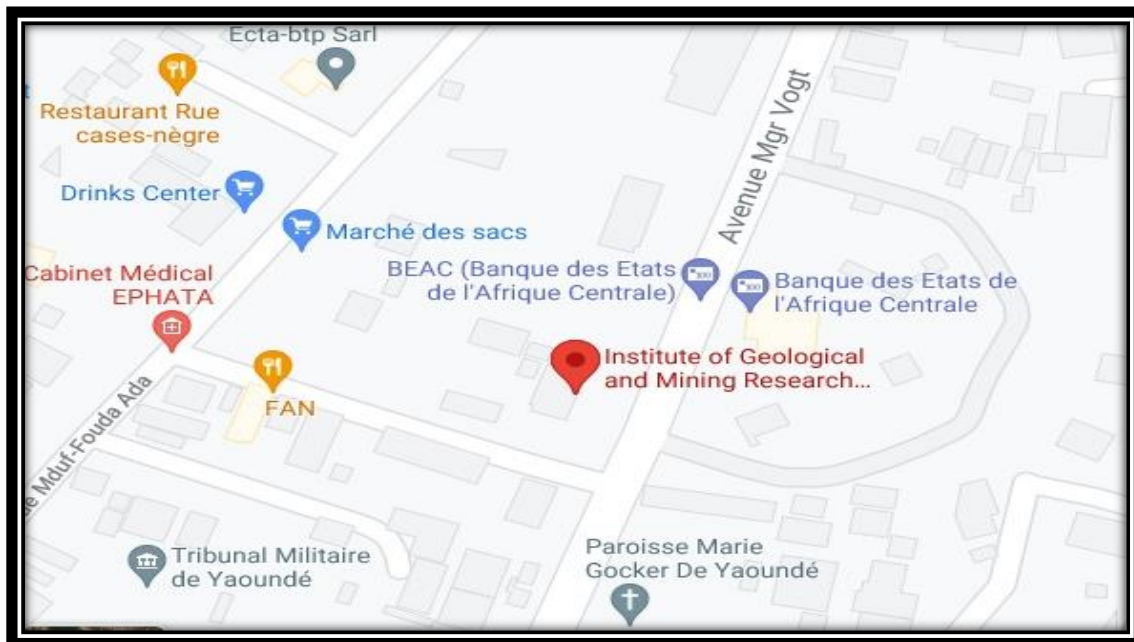 Ecta-btp Sarl
Restaurant Rue
cases-nègre
Avenue Mgr Vogt
Drinks Center
Marché des sacs
BEAC (Banque des Etats
de l'Afrique Centrale)
Banque des Etats de
l'Afrique Centrale
Cabinet Médical
EPHATA
Institute of Geological
and Mining Research...
FAN
Mduf-Fouda Ada
Tribunal Militaire
de Yaoundé
Paroisse Marie
Gocker De Yaoundé